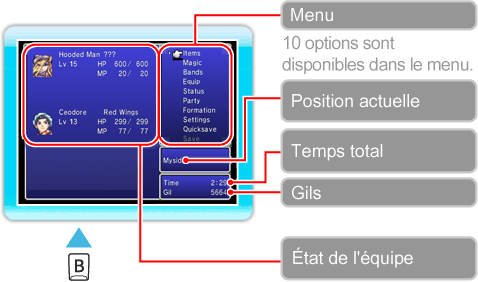 Menu
10 options sont
disponibles dans le menu.
Hooded Man ???
Lv 15 HP 600/ 600
MP 20/ 20
Ceodore Red Wings
Lv 13 HP 299/ 299
MP 77/ 77
Items
Magic
Bands
Equip
Status
Party
Formation
Settings
Quicksave
Save
Position actuelle
Temps total
Time 2:29
Gil 5664
Gils
État de l'équipe
B